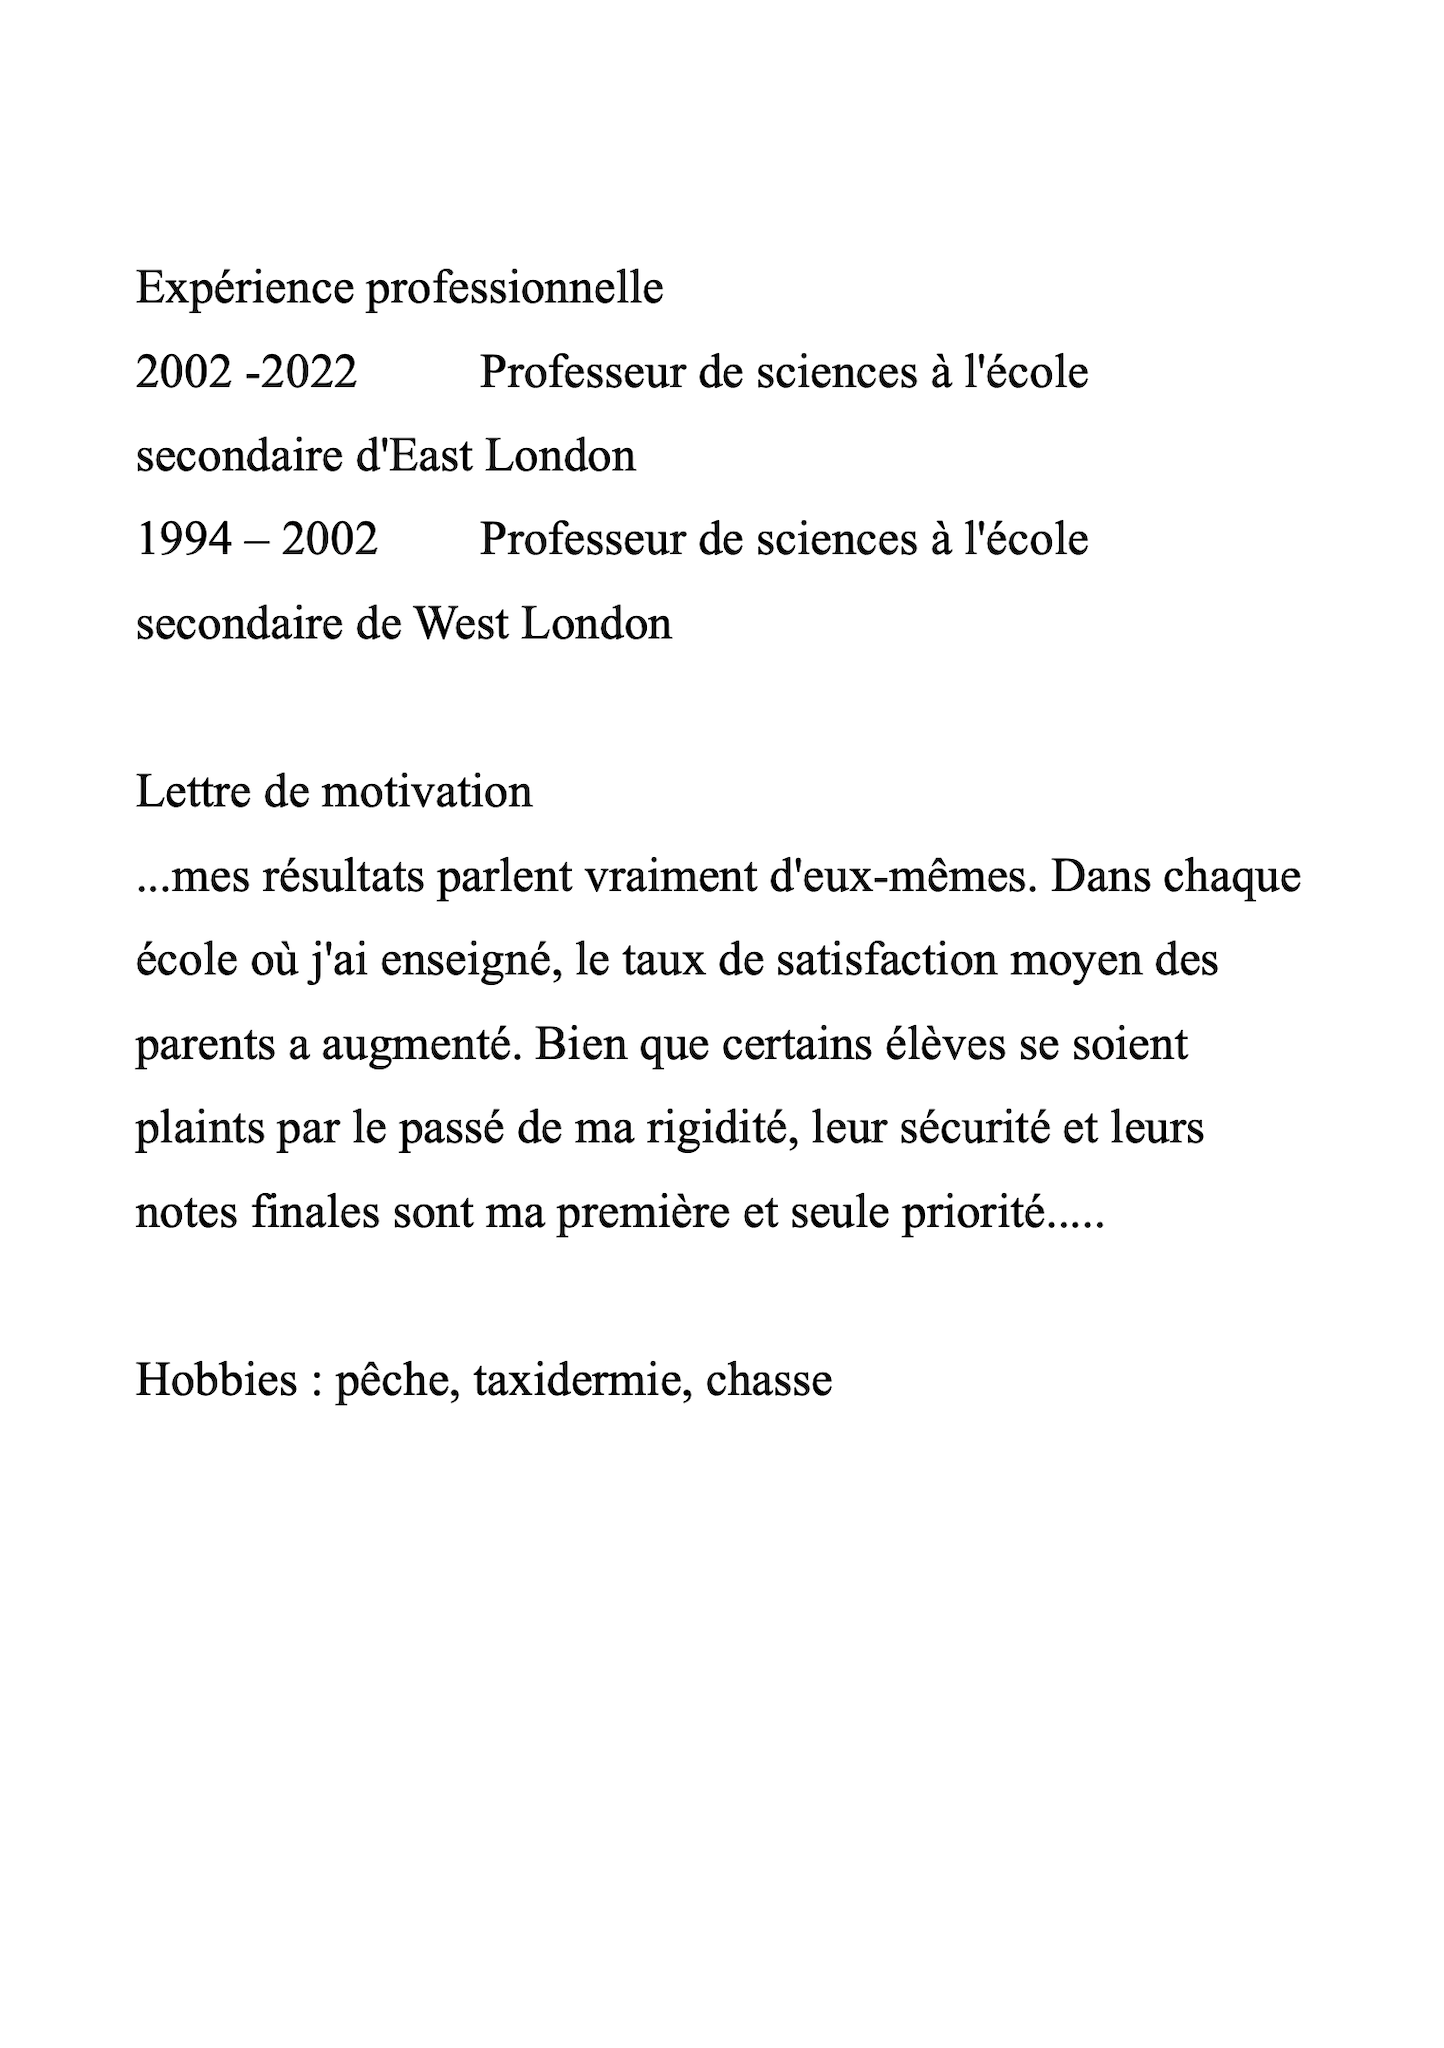 Expérience professionnelle
2002 -2022 Professeur de sciences à l'école
secondaire d'East London
1994 – 2002 Professeur de sciences à l'école
secondaire de West London
Lettre de motivation
...mes résultats parlent vraiment d'eux-mêmes. Dans chaque
école où j'ai enseigné, le taux de satisfaction moyen des
parents a augmenté. Bien que certains élèves se soient
plaints par le passé de ma rigidité, leur sécurité et leurs
notes finales sont ma première et seule priorité.....
Hobbies : pêche, taxidermie, chasse